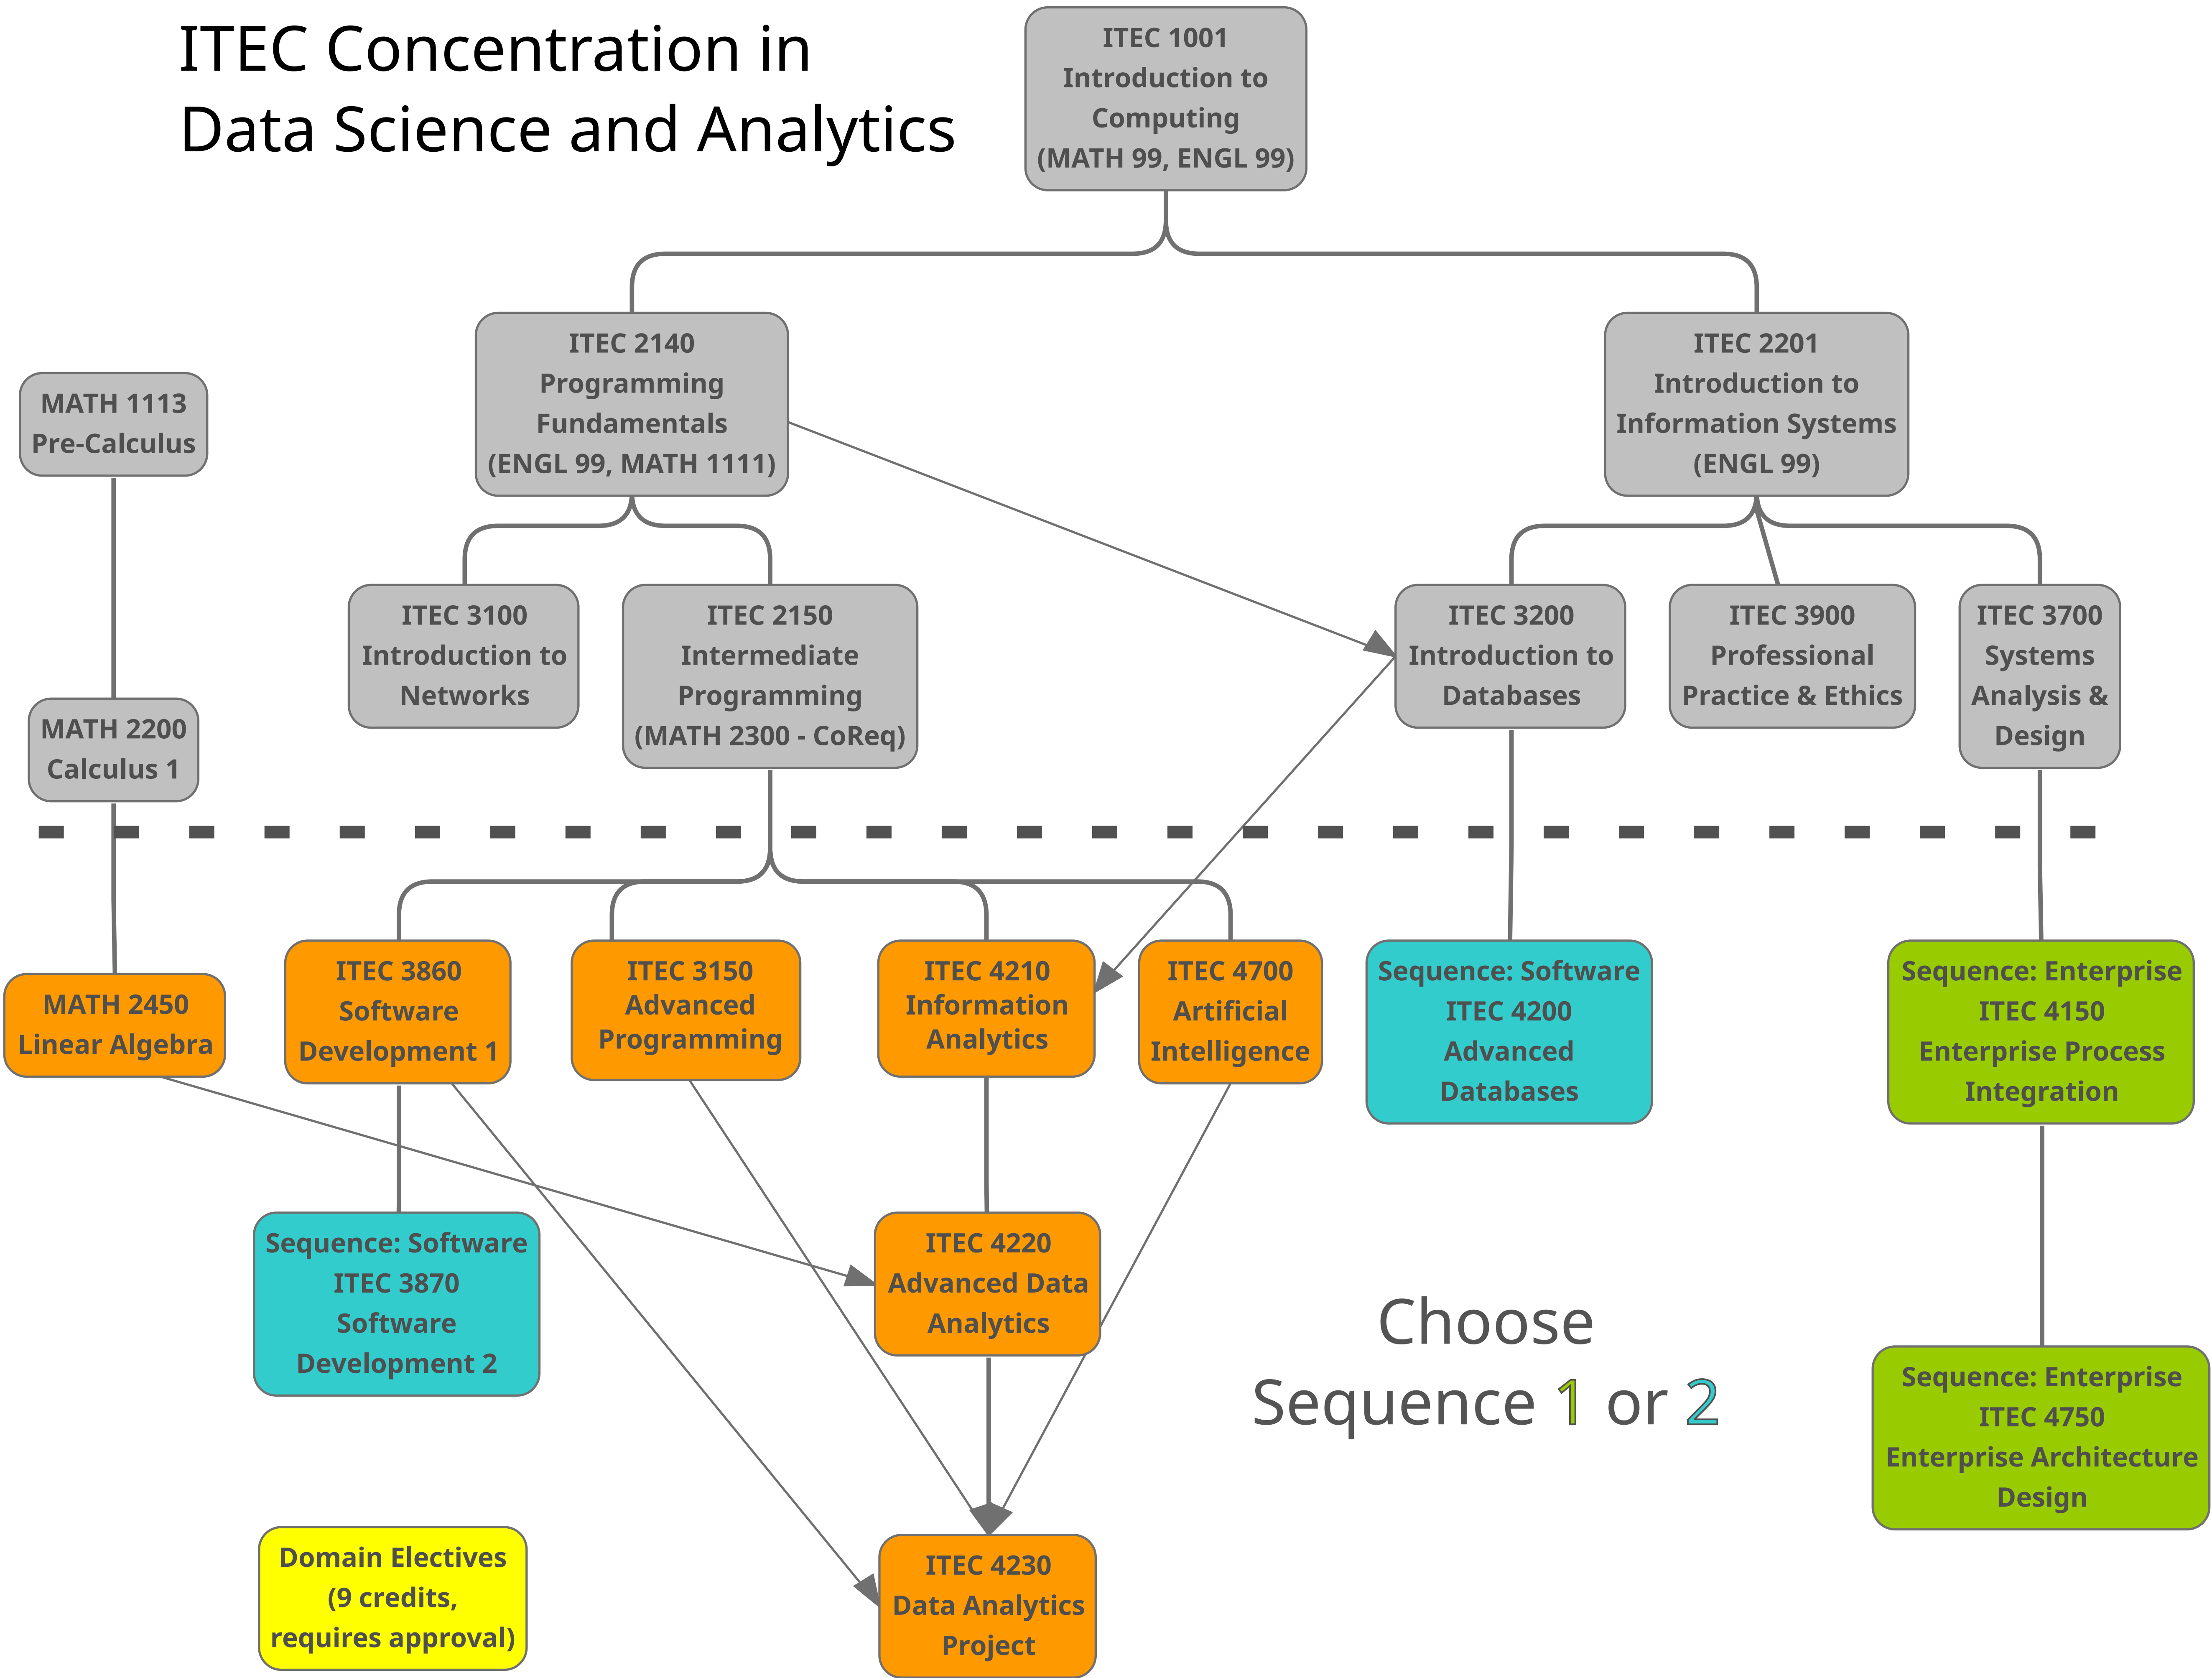 ITEC Concentration in
Data Science and Analytics
ITEC 1001
Introduction to
Computing
(MATH 99, ENGL 99)
MATH 1113
Pre-Calculus
ITEC 2140
Programming
Fundamentals
(ENGL 99, MATH 1111)
ITEC 2201
Introduction to
Information Systems
(ENGL 99)
MATH 2200
Calculus 1
ITEC 3100
Introduction to
Networks
ITEC 2150
Intermediate
Programming
(MATH 2300 - CoReq)
ITEC 3200
Introduction to
Databases
ITEC 3900
Professional
Practice & Ethics
ITEC 3700
Systems
Analysis &
Design
MATH 2450
Linear Algebra
ITEC 3860
Software
Development 1
ITEC 3150
Advanced
Programming
ITEC 4210
Information
Analytics
ITEC 4700
Artificial
Intelligence
Sequence: Software
ITEC 4200
Advanced
Databases
Sequence: Enterprise
ITEC 4150
Enterprise Process
Integration
Sequence: Software
ITEC 3870
Software
Development 2
ITEC 4220
Advanced Data
Analytics
Choose
Sequence 1 or 2
Sequence: Enterprise
ITEC 4750
Enterprise Architecture
Design
Domain Electives
(9 credits,
requires approval)
ITEC 4230
Data Analytics
Project